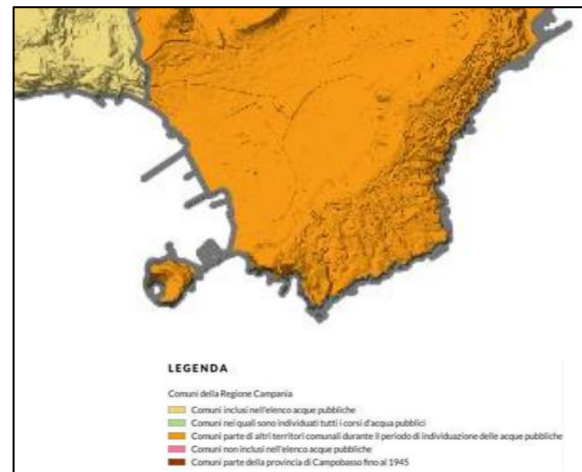 LEGENDA
Comuni della Regione Campania
Comuni inclusi nell'elenco acque pubbliche
Comuni nei quali sono individuati tutti i corsi d'acqua pubblici
Comuni parte di altri territori comunali durante il periodo di individuazione delle acque pubbliche
Comuni non inclusi nell'elenco acque pubbliche
Comuni parte della provincia di Campobasso fino al 1945